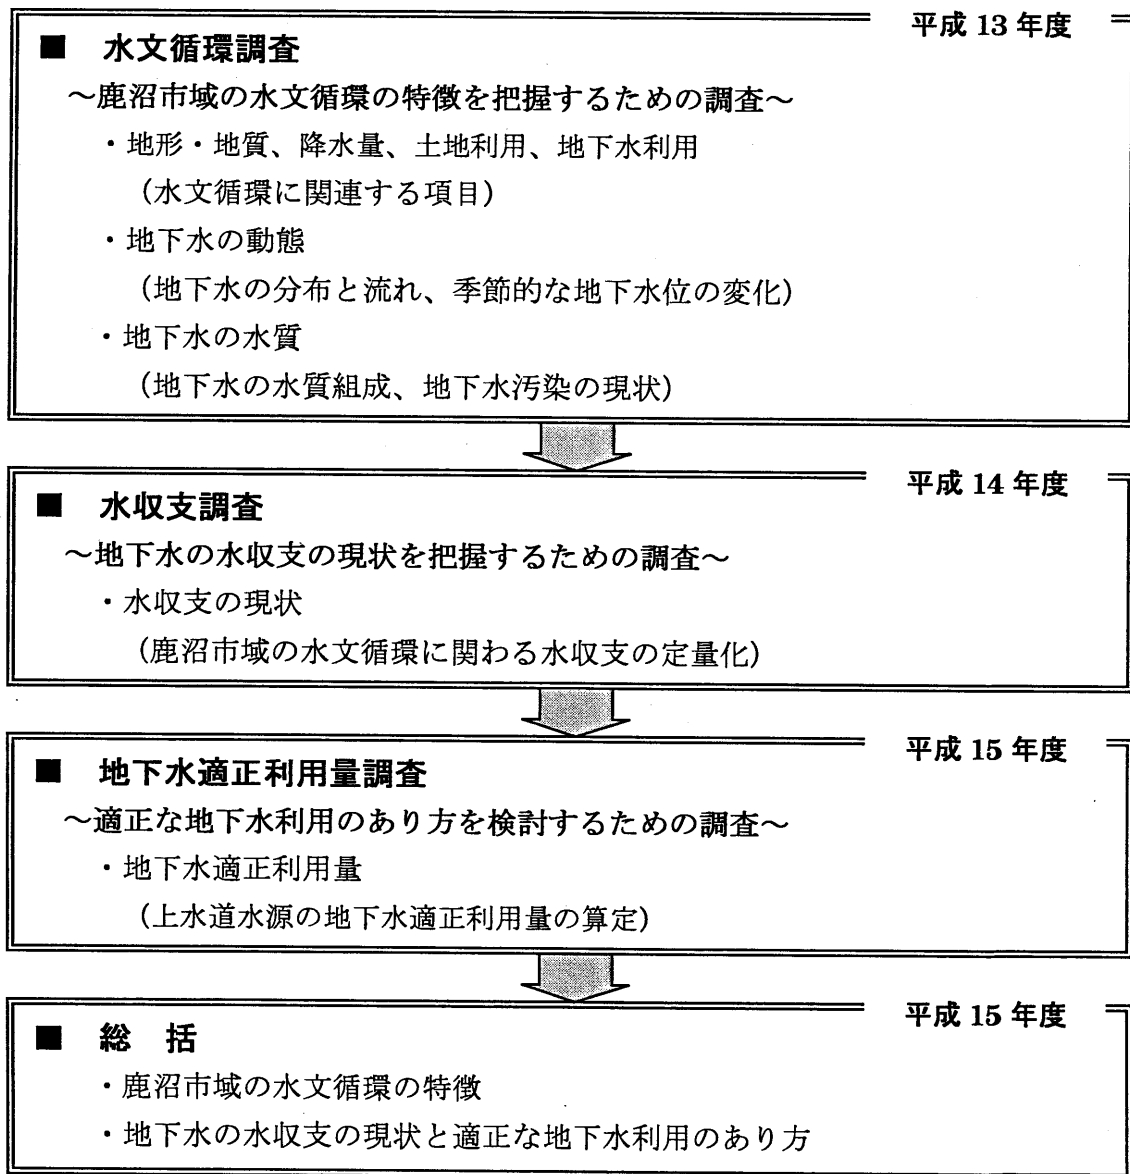 平成 13 年度
■ 水文循環調査
～鹿沼市域の水文循環の特徴を把握するための調査～
・地形・地質、降水量、土地利用、地下水利用
（水文循環に関連する項目）
・地下水の動態
（地下水の分布と流れ、季節的な地下水位の変化）
・地下水の水質
（地下水の水質組成、地下水汚染の現状）
平成 14 年度
■ 水収支調査
～地下水の水収支の現状を把握するための調査～
・水収支の現状
（鹿沼市域の水文循環に関わる水収支の定量化）
平成 15 年度
■ 地下水適正利用量調査
～適正な地下水利用のあり方を検討するための調査～
・地下水適正利用量
（上水道水源の地下水適正利用量の算定）
平成 15 年度
■ 総 括
・鹿沼市域の水文循環の特徴
・地下水の水収支の現状と適正な地下水利用のあり方